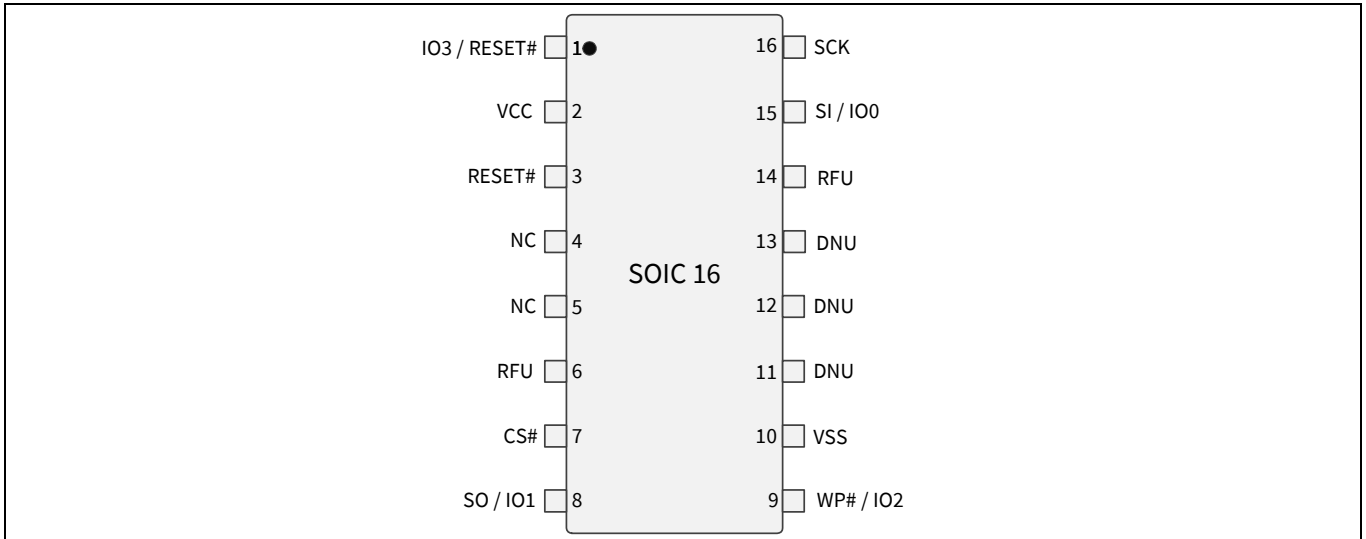 IO3 / RESET# 1 16 SCK
VCC 2 15 SI / IO0
RESET# 3 14 RFU
NC 4 13 DNU
SOIC 16
NC 5 12 DNU
RFU 6 11 DNU
CS# 7 10 VSS
SO / IO1 8 9 WP# / IO2